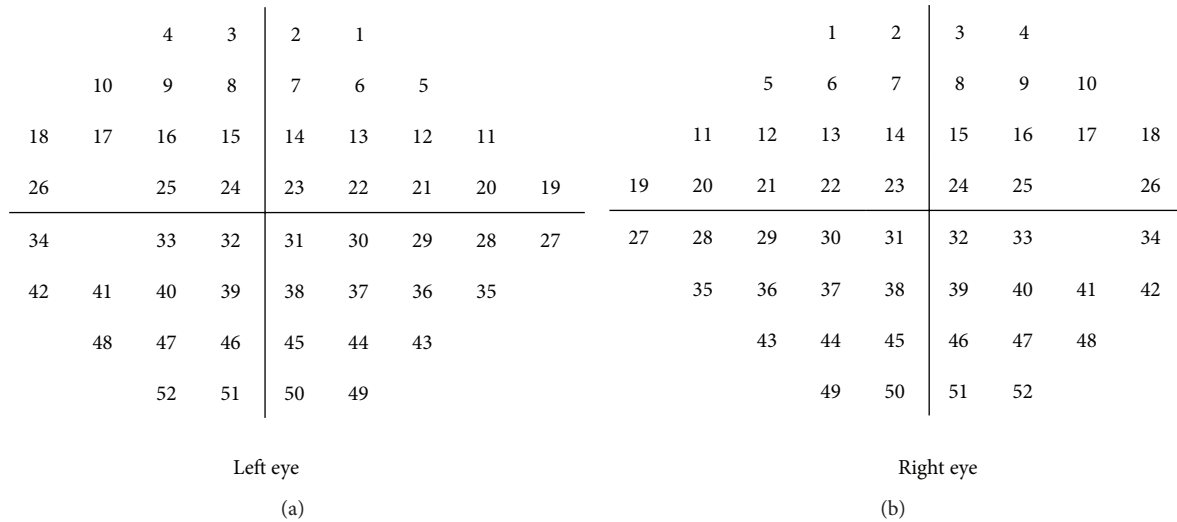 4 3 2 1
10 9 8 7 6 5
18 17 16 15 14 13 12 11
26 25 24 23 22 21 20 19
34 33 32 31 30 29 28 27
42 41 40 39 38 37 36 35
48 47 46 45 44 43
52 51 50 49
Left eye
(a)
1 2 3 4
5 6 7 8 9 10
11 12 13 14 15 16 17 18
19 20 21 22 23 24 25 26
27 28 29 30 31 32 33 34
35 36 37 38 39 40 41 42
43 44 45 46 47 48
49 50 51 52
Right eye
(b)